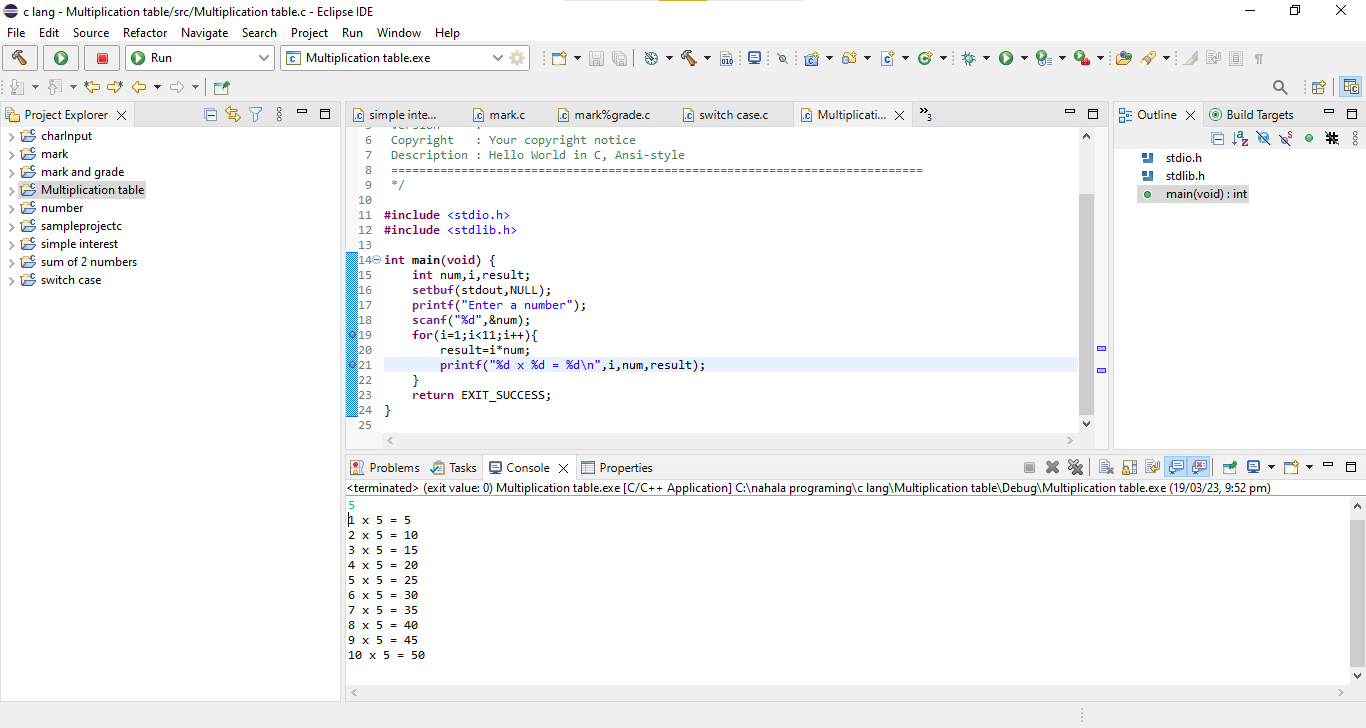 c lang - Multiplication table/src/Multiplication table.c - Eclipse IDE
File Edit Source Refactor Navigate Search Project Run Window Help
Run
Multiplication table.exe
Project Explorer
charInput
mark
mark and grade
Multiplication table
number
sampleprojectc
simple interest
sum of 2 numbers
switch case
simple inte... mark.c mark%grade.c switch case.c Multiplicati... »3
6 Copyright   : Your copyright notice
7 Description : Hello World in C, Ansi-style
8 ============================================================================
9 */
10
11 #include <stdio.h>
12 #include <stdlib.h>
13
14 int main(void) {
15     int num,i,result;
16     setbuf(stdout,NULL);
17     printf("Enter a number");
18     scanf("%d",&num);
19     for(i=1;i<11;i++){
20         result=i*num;
21         printf("%d x %d = %d\n",i,num,result);
22     }
23     return EXIT_SUCCESS;
24 }
25
Outline Build Targets
stdio.h
stdlib.h
main(void) : int
Problems Tasks Console Properties
<terminated> (exit value: 0) Multiplication table.exe [C/C++ Application] C:\nahala programing\c lang\Multiplication table\Debug\Multiplication table.exe (19/03/23, 9:52 pm)
5
1 x 5 = 5
2 x 5 = 10
3 x 5 = 15
4 x 5 = 20
5 x 5 = 25
6 x 5 = 30
7 x 5 = 35
8 x 5 = 40
9 x 5 = 45
10 x 5 = 50